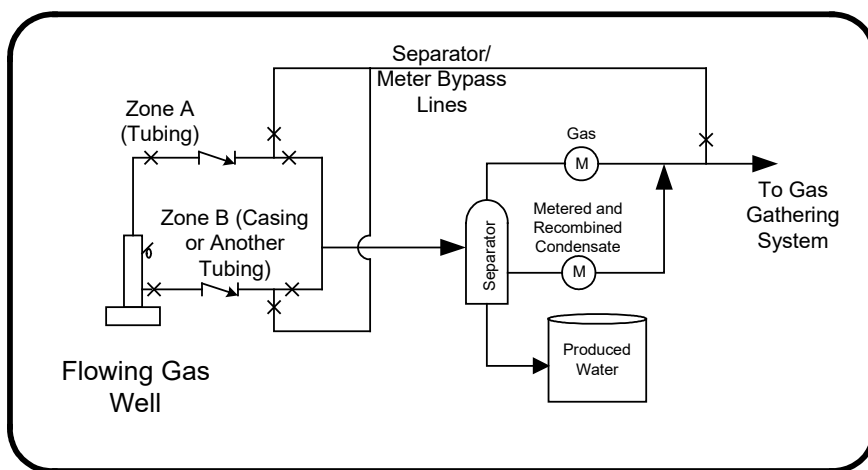 Separator/
Meter Bypass
Lines
Zone A
(Tubing)
Gas
M
To Gas
Gathering
System
Zone B (Casing
or Another
Tubing)
Metered and
Recombined
Condensate
M
Separator
Produced
Water
Flowing Gas
Well